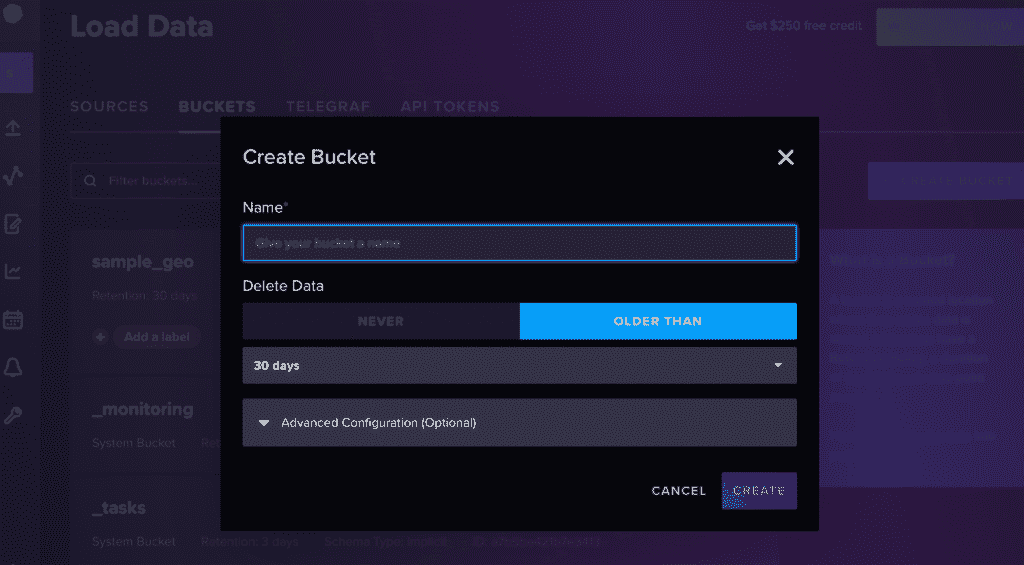 Load Data
Get $250 free credit
SOURCES BUCKETS TELEGRAF API TOKENS
Filter buckets...
CREATE BUCKET
Create Bucket
Name*
Give your bucket a name
Delete Data
NEVER OLDER THAN
30 days
Advanced Configuration (Optional)
CANCEL CREATE
sample_geo
Retention: 30 days
Add a label
_monitoring
System Bucket
_tasks
System Bucket Retention: 3 days Schema Type: Implicit
What is a Bucket?